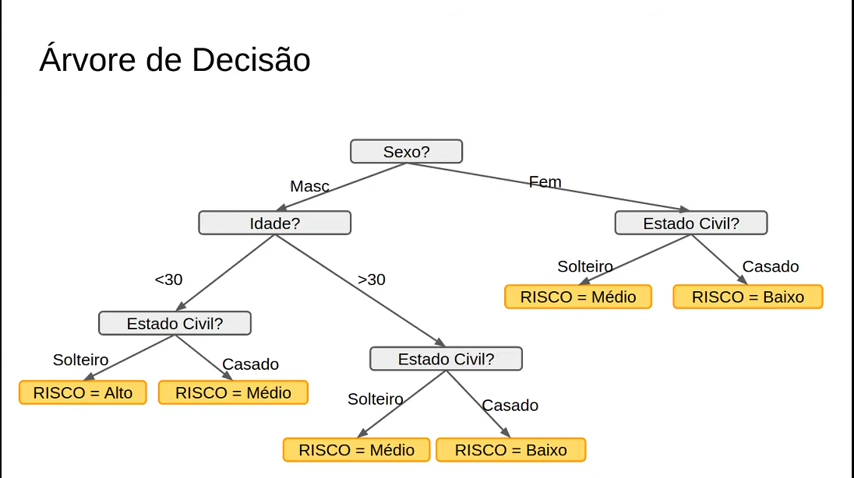 Árvore de Decisão
Sexo?
Masc
Fem
Idade?
Estado Civil?
<30
>30
Solteiro
Casado
RISCO = Médio
RISCO = Baixo
Estado Civil?
Estado Civil?
Solteiro
Casado
RISCO = Alto
RISCO = Médio
Solteiro
Casado
RISCO = Médio
RISCO = Baixo